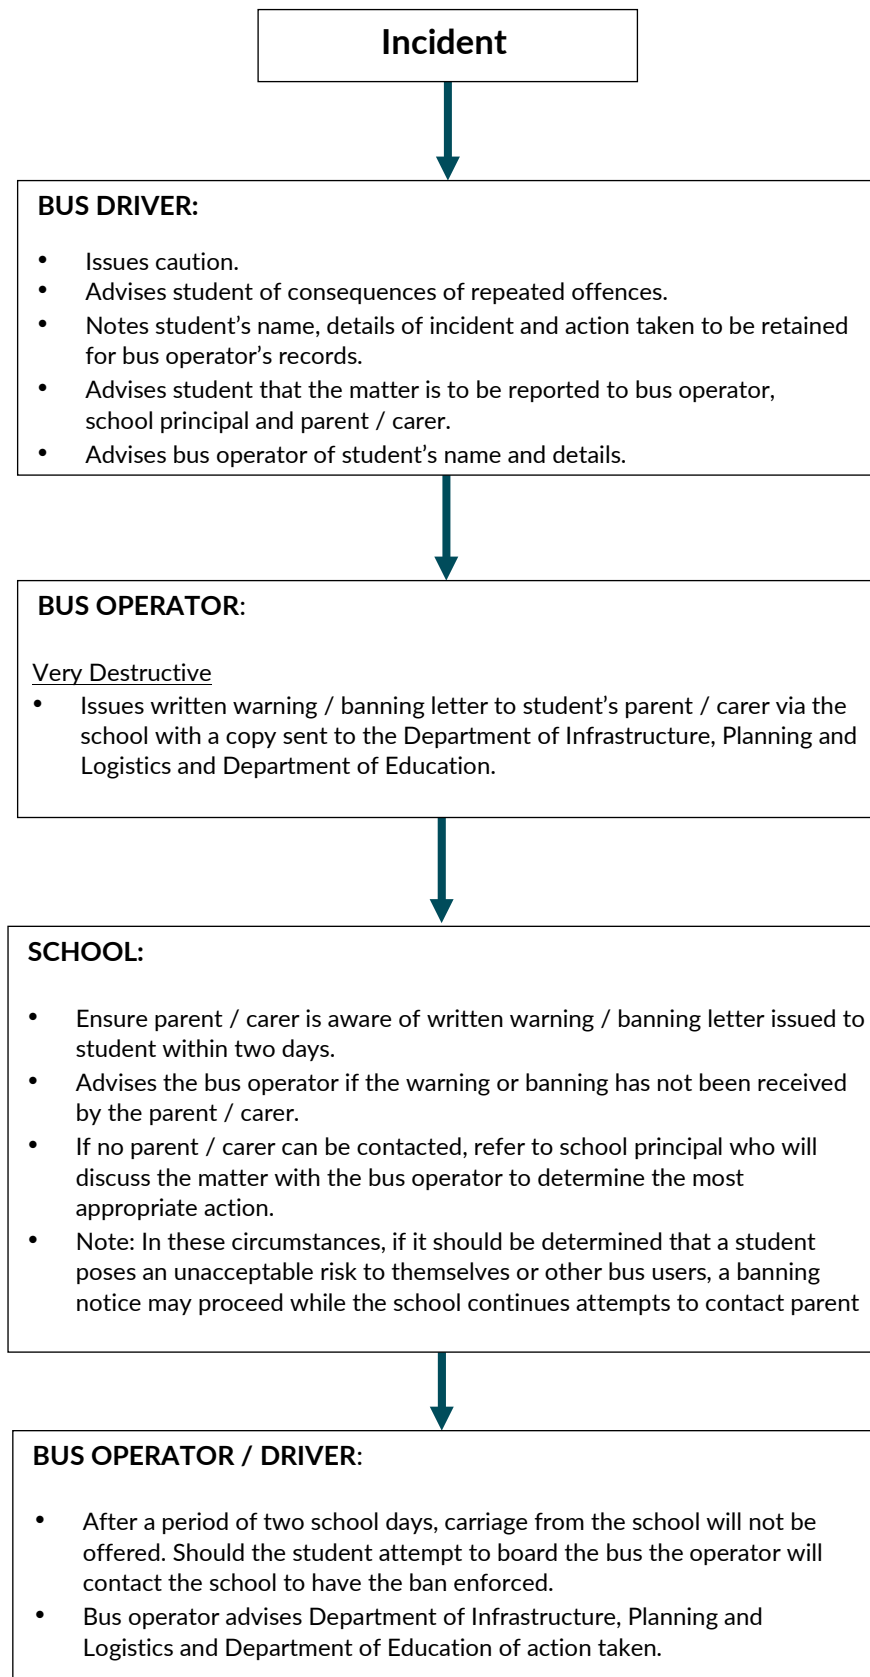 Incident
BUS DRIVER:
• Issues caution.
• Advises student of consequences of repeated offences.
• Notes student’s name, details of incident and action taken to be retained
for bus operator’s records.
• Advises student that the matter is to be reported to bus operator,
school principal and parent / carer.
• Advises bus operator of student’s name and details.
BUS OPERATOR:
Very Destructive
• Issues written warning / banning letter to student’s parent / carer via the
school with a copy sent to the Department of Infrastructure, Planning and
Logistics and Department of Education.
SCHOOL:
• Ensure parent / carer is aware of written warning / banning letter issued to
student within two days.
• Advises the bus operator if the warning or banning has not been received
by the parent / carer.
• If no parent / carer can be contacted, refer to school principal who will
discuss the matter with the bus operator to determine the most
appropriate action.
• Note: In these circumstances, if it should be determined that a student
poses an unacceptable risk to themselves or other bus users, a banning
notice may proceed while the school continues attempts to contact parent
BUS OPERATOR / DRIVER:
• After a period of two school days, carriage from the school will not be
offered. Should the student attempt to board the bus the operator will
contact the school to have the ban enforced.
• Bus operator advises Department of Infrastructure, Planning and
Logistics and Department of Education of action taken.